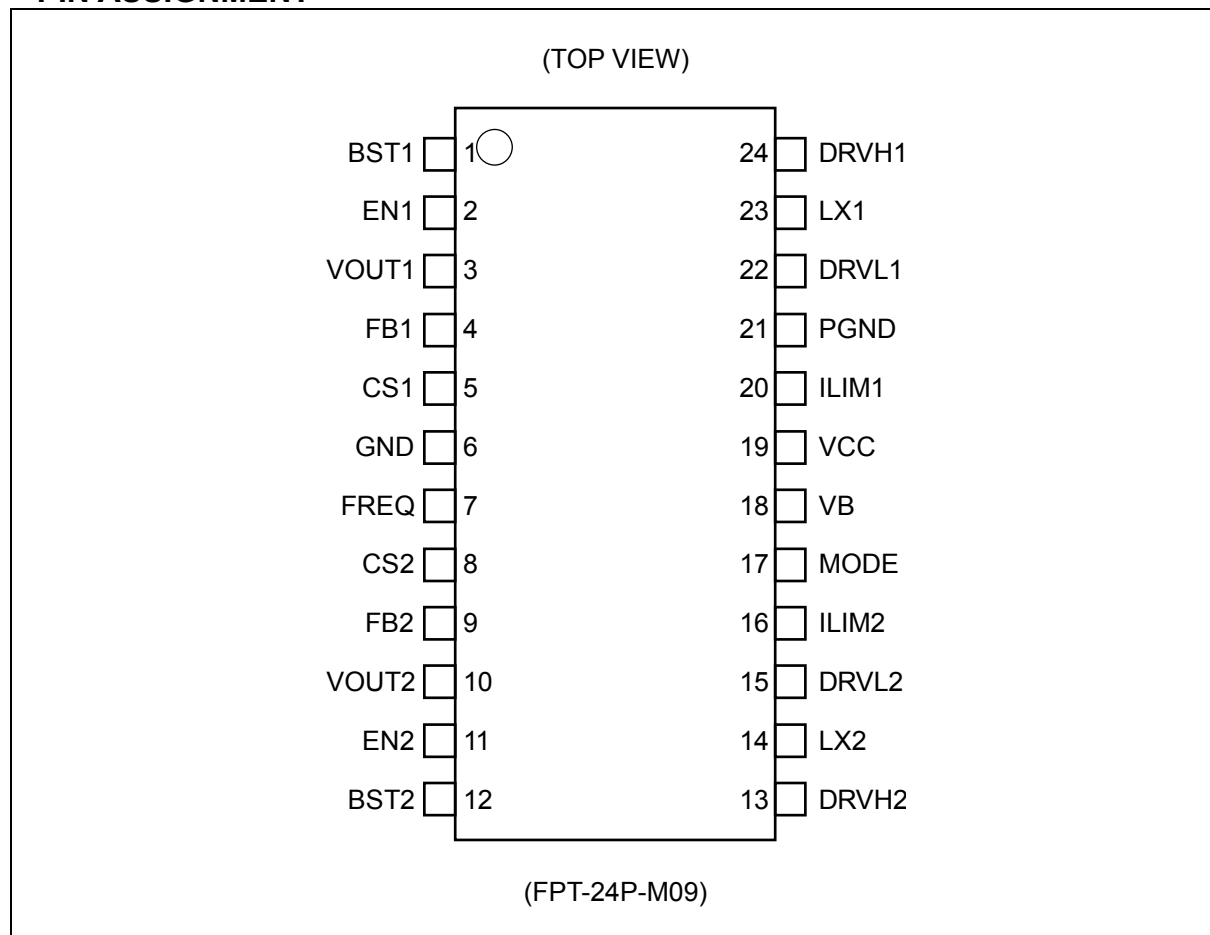 PIN ASSIGNMENT
(TOP VIEW)
BST1 1 24 DRVH1
EN1 2 23 LX1
VOUT1 3 22 DRVL1
FB1 4 21 PGND
CS1 5 20 ILIM1
GND 6 19 VCC
FREQ 7 18 VB
CS2 8 17 MODE
FB2 9 16 ILIM2
VOUT2 10 15 DRVL2
EN2 11 14 LX2
BST2 12 13 DRVH2
(FPT-24P-M09)